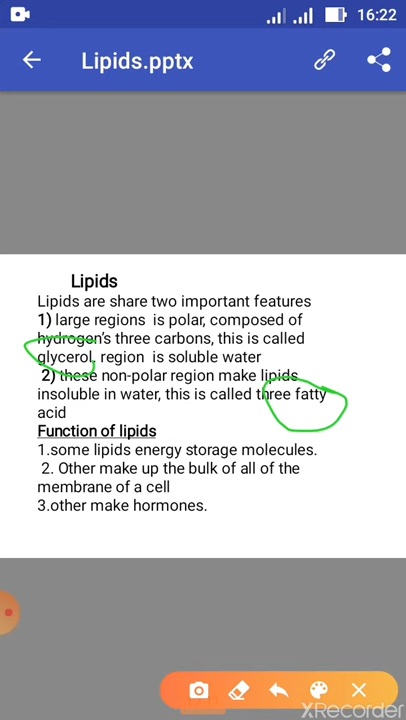 16:22
Lipids.pptx
Lipids
Lipids are share two important features
1) large regions is polar, composed of
hydrogen's three carbons, this is called
glycerol, region is soluble water
2) those non-polar region make lipids
insoluble in water, this is called three fatty
acid
Function of lipids
1.some lipids energy storage molecules.
2. Other make up the bulk of all of the
membrane of a cell
3.other make hormones.
XRecorder